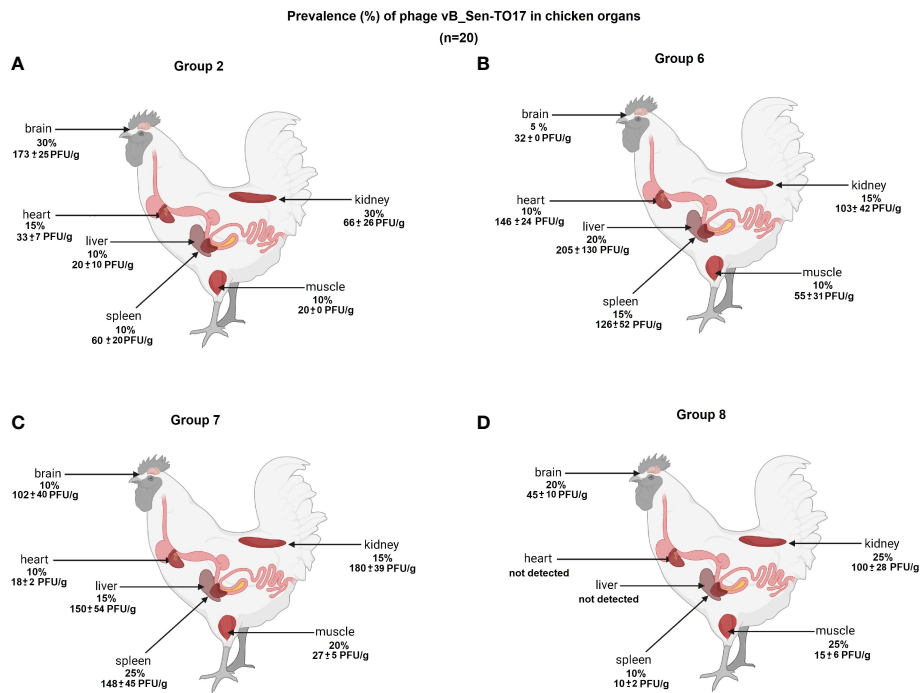 Prevalence (%) of phage vB_Sen-TO17 in chicken organs
(n=20)
A
Group 2
brain
30%
173±25 PFU/g
heart
15%
33±7 PFU/g
liver
10%
20±10 PFU/g
spleen
10%
60±20PFU/g
kidney
30%
66±26 PFU/g
muscle
10%
20±0 PFU/g
B
Group 6
brain
5 %
32±0 PFU/g
heart
10%
146±24 PFU/g
liver
20%
205±130 PFU/g
spleen
15%
126±52 PFU/g
kidney
15%
103±42 PFU/g
muscle
10%
55±31PFU/g
C
Group 7
brain
10%
102±40 PFU/g
heart
10%
18±2 PFU/g
liver
15%
150±54 PFU/g
spleen
25%
148±45 PFU/g
kidney
15%
180±39 PFU/g
muscle
20%
27±5 PFU/g
D
Group 8
brain
20%
45±10 PFU/g
heart
not detected
liver
not detected
spleen
10%
10±2 PFU/g
kidney
25%
100±28 PFU/g
muscle
25%
15±6 PFU/g